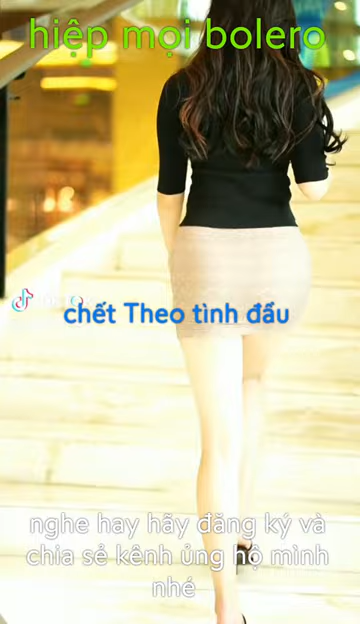 hiệp mọi bolero
chết Theo tình đẩu
nghe hay hãy đăng ký và
chia sẻ kênh ủng hộ mình
nhé